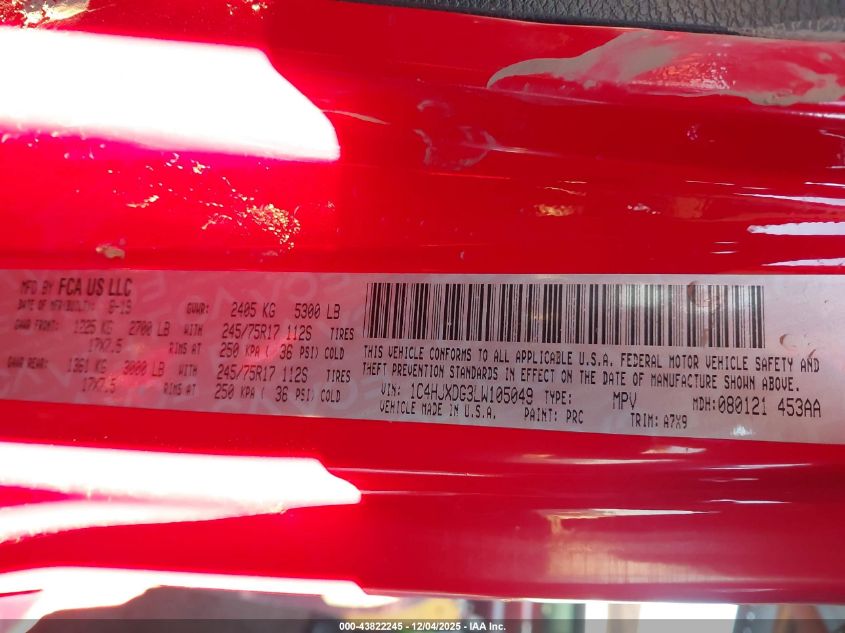 MFD BY FCA US LLC
DATE OF MFR 8-19 GVWR: 2405 KG 5300 LB
GAWR FRONT: 1225 KG 2700 LB WITH 245/75R17 112S TIRES
17X7.5 RIMS AT 250 KPA ( 36 PSI) COLD
GAWR REAR: 1361 KG 3000 LB WITH 245/75R17 112S TIRES
17X7.5 RIMS AT 250 KPA ( 36 PSI) COLD
THIS VEHICLE CONFORMS TO ALL APPLICABLE U.S.A. FEDERAL MOTOR VEHICLE SAFETY AND
THEFT PREVENTION STANDARDS IN EFFECT ON THE DATE OF MANUFACTURE SHOWN ABOVE.
VIN: 1C4HJXDG3LW105049 TYPE: MPV MDH: 080121 453AA
VEHICLE MADE IN U.S.A. PAINT: PRC TRIM: A7X9
000-43822245 - 12/04/2025 - IAA Inc.